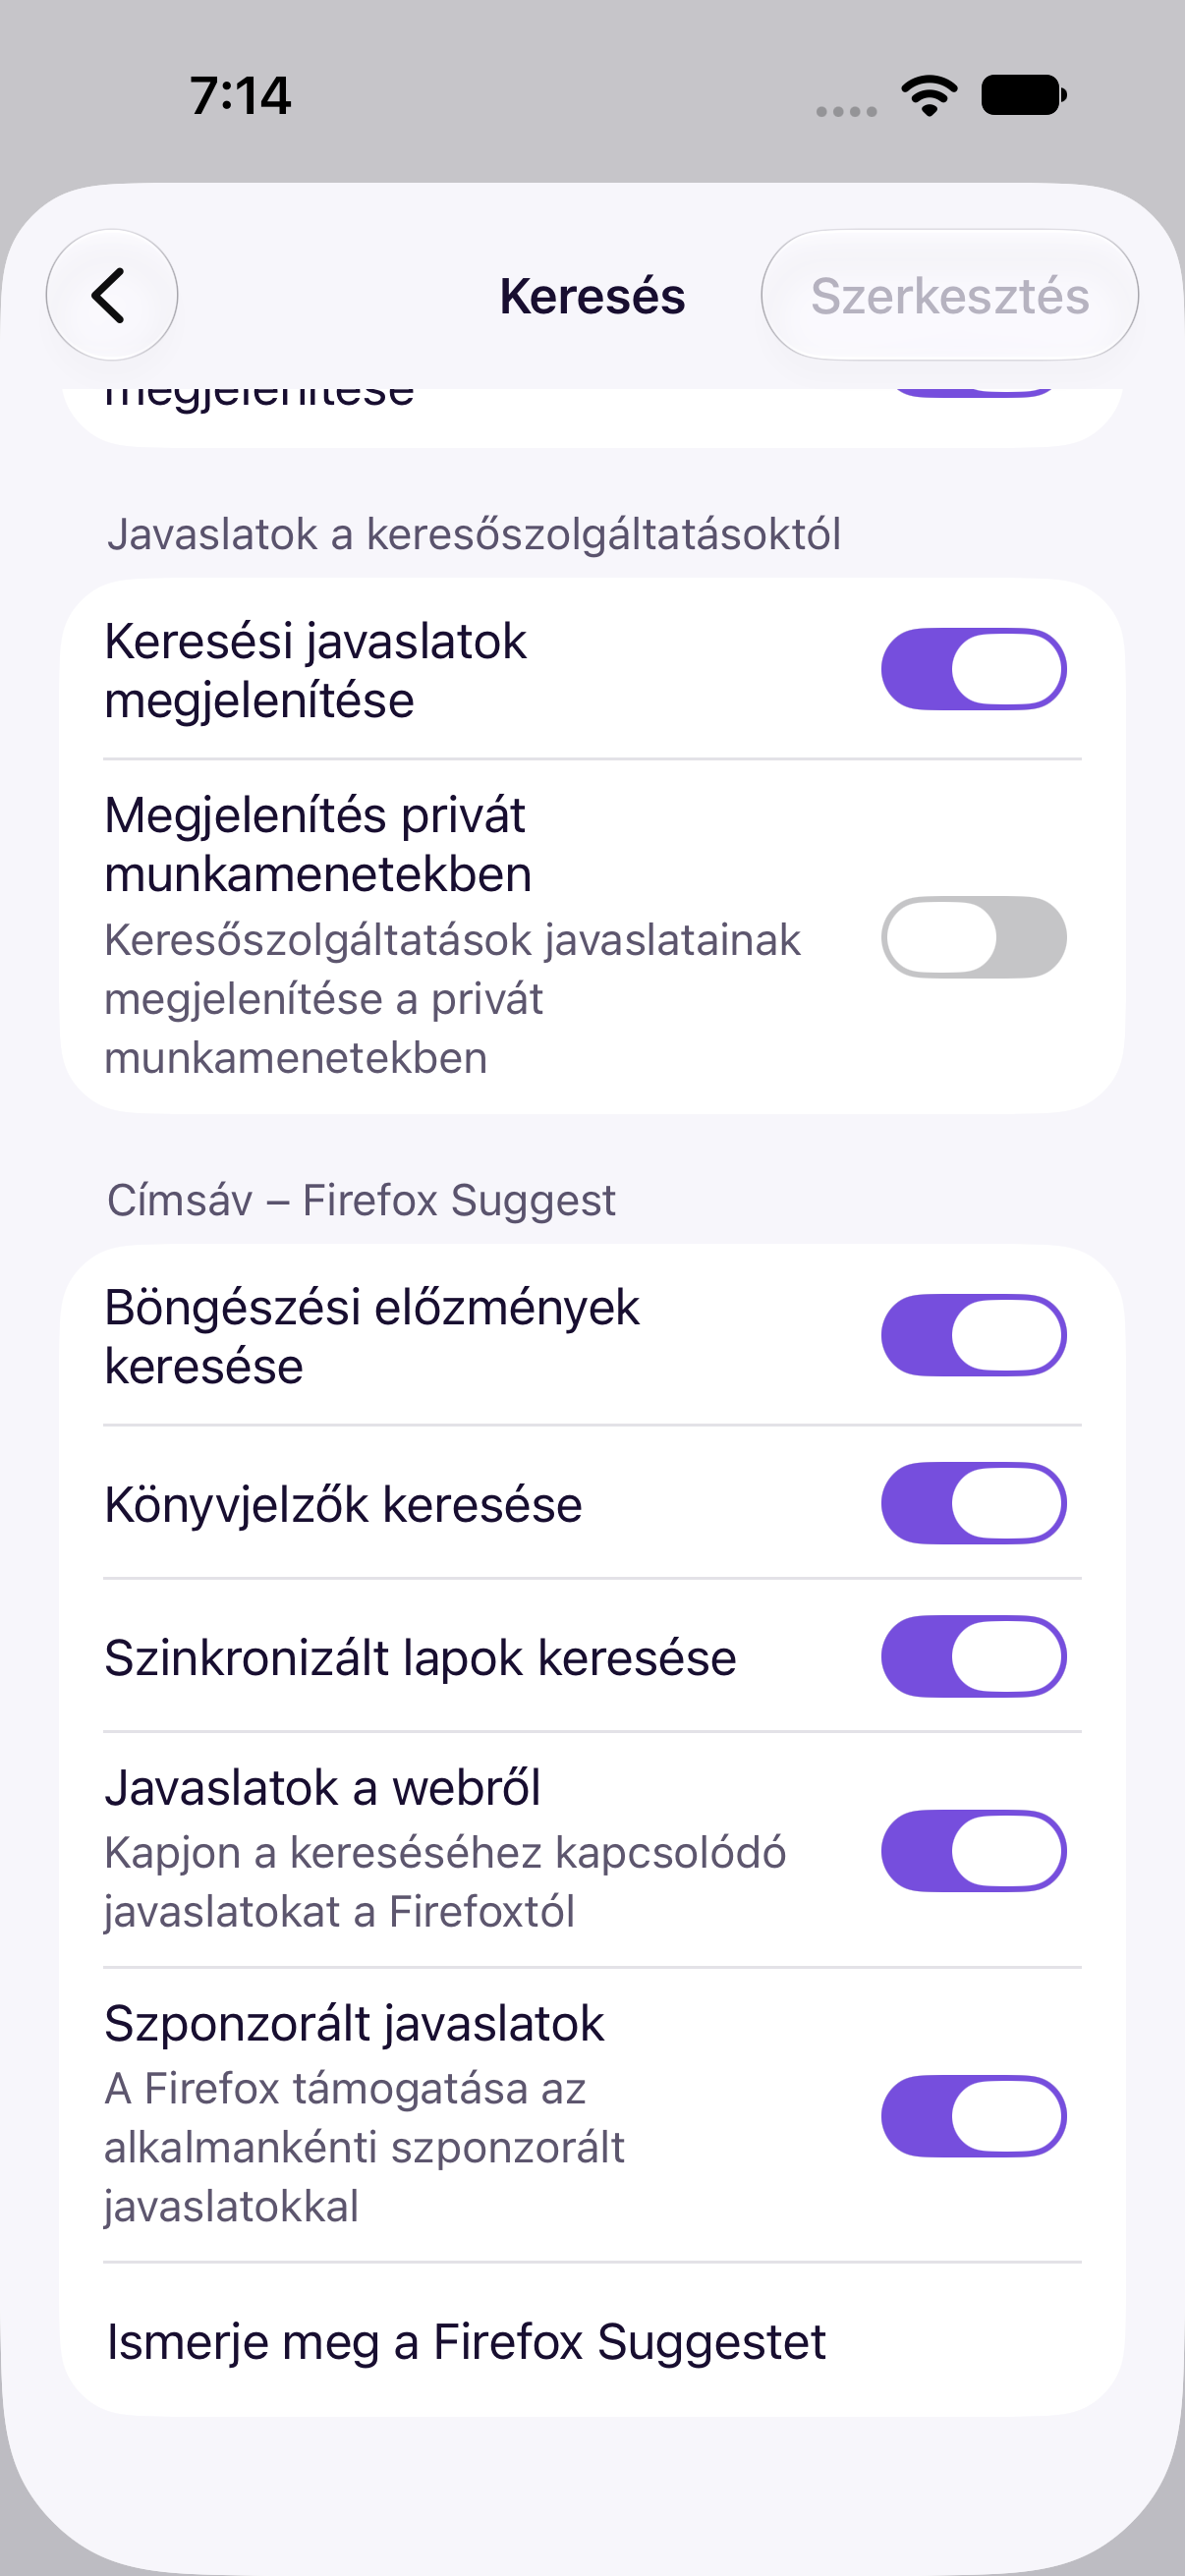 7:14
Keresés
Szerkesztés
megjelenítése
Javaslatok a keresőszolgáltatásoktól
Keresési javaslatok
megjelenítése
Megjelenítés privát
munkamenetekben
Keresőszolgáltatások javaslatainak
megjelenítése a privát
munkamenetekben
Címsáv – Firefox Suggest
Böngészési előzmények
keresése
Könyvjelzők keresése
Szinkronizált lapok keresése
Javaslatok a webről
Kapjon a kereséséhez kapcsolódó
javaslatokat a Firefoxtól
Szponzorált javaslatok
A Firefox támogatása az
alkalmankénti szponzorált
javaslatokkal
Ismerje meg a Firefox Suggestet